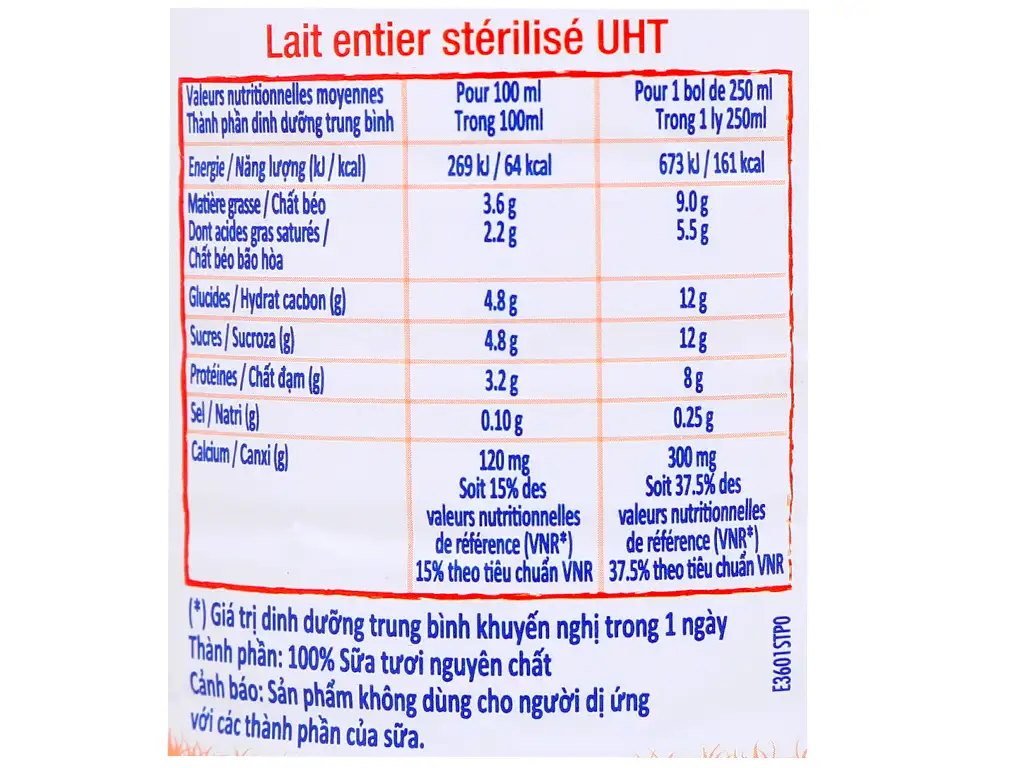 Lait entier stérilisé UHT
Valeurs nutritionnelles moyennes
Thành phần dinh dưỡng trung bình
Pour 100 ml
Trong 100ml
Pour 1 bol de 250 ml
Trong 1 ly 250ml
Energie / Năng lượng (kJ / kcal)
269 kJ / 64 kcal
673 kJ / 161 kcal
Matière grasse / Chất béo
3.6 g
9.0 g
Dont acides gras saturés /
Chất béo bão hòa
2.2 g
5.5 g
Glucides / Hydrat cacbon (g)
4.8 g
12 g
Sucres / Sucroza (g)
4.8 g
12 g
Protéines / Chất đạm (g)
3.2 g
8 g
Sel / Natri (g)
0.10 g
0.25 g
Calcium / Canxi (g)
120 mg
Soit 15% des
valeurs nutritionnelles
de référence (VNR*)
15% theo tiêu chuẩn VNR
300 mg
Soit 37.5% des
valeurs nutritionnelles
de référence (VNR*)
37.5% theo tiêu chuẩn VNR
(*) Giá trị dinh dưỡng trung bình khuyến nghị trong 1 ngày
Thành phần: 100% Sữa tươi nguyên chất
Cảnh báo: Sản phẩm không dùng cho người dị ứng
với các thành phần của sữa.
E3601STPO